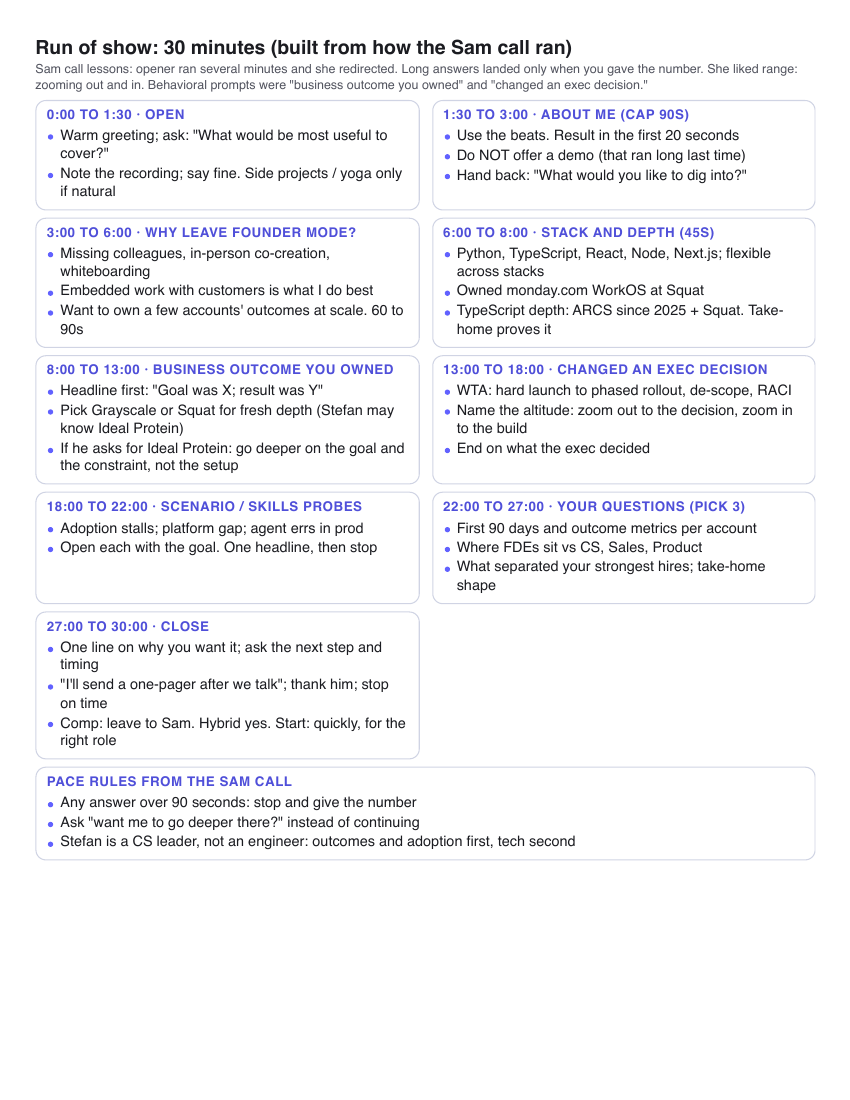 Run of show: 30 minutes (built from how the Sam call ran)
Sam call lessons: opener ran several minutes and she redirected. Long answers landed only when you gave the number. She liked range:
zooming out and in. Behavioral prompts were "business outcome you owned" and "changed an exec decision."
0:00 TO 1:30 · OPEN
• Warm greeting; ask: "What would be most useful to
cover?"
• Note the recording; say fine. Side projects / yoga only
if natural
1:30 TO 3:00 · ABOUT ME (CAP 90S)
• Use the beats. Result in the first 20 seconds
• Do NOT offer a demo (that ran long last time)
• Hand back: "What would you like to dig into?"
3:00 TO 6:00 · WHY LEAVE FOUNDER MODE?
• Missing colleagues, in-person co-creation,
whiteboarding
• Embedded work with customers is what I do best
• Want to own a few accounts' outcomes at scale. 60 to
90s
6:00 TO 8:00 · STACK AND DEPTH (45S)
• Python, TypeScript, React, Node, Next.js; flexible
across stacks
• Owned monday.com WorkOS at Squat
• TypeScript depth: ARCS since 2025 + Squat. Take-
home proves it
8:00 TO 13:00 · BUSINESS OUTCOME YOU OWNED
• Headline first: "Goal was X; result was Y"
• Pick Grayscale or Squat for fresh depth (Stefan may
know Ideal Protein)
• If he asks for Ideal Protein: go deeper on the goal and
the constraint, not the setup
13:00 TO 18:00 · CHANGED AN EXEC DECISION
• WTA: hard launch to phased rollout, de-scope, RACI
• Name the altitude: zoom out to the decision, zoom in
to the build
• End on what the exec decided
18:00 TO 22:00 · SCENARIO / SKILLS PROBES
• Adoption stalls; platform gap; agent errs in prod
• Open each with the goal. One headline, then stop
22:00 TO 27:00 · YOUR QUESTIONS (PICK 3)
• First 90 days and outcome metrics per account
• Where FDEs sit vs CS, Sales, Product
• What separated your strongest hires; take-home
shape
27:00 TO 30:00 · CLOSE
• One line on why you want it; ask the next step and
timing
• "I'll send a one-pager after we talk"; thank him; stop
on time
• Comp: leave to Sam. Hybrid yes. Start: quickly, for the
right role
PACE RULES FROM THE SAM CALL
• Any answer over 90 seconds: stop and give the number
• Ask "want me to go deeper there?" instead of continuing
• Stefan is a CS leader, not an engineer: outcomes and adoption first, tech second